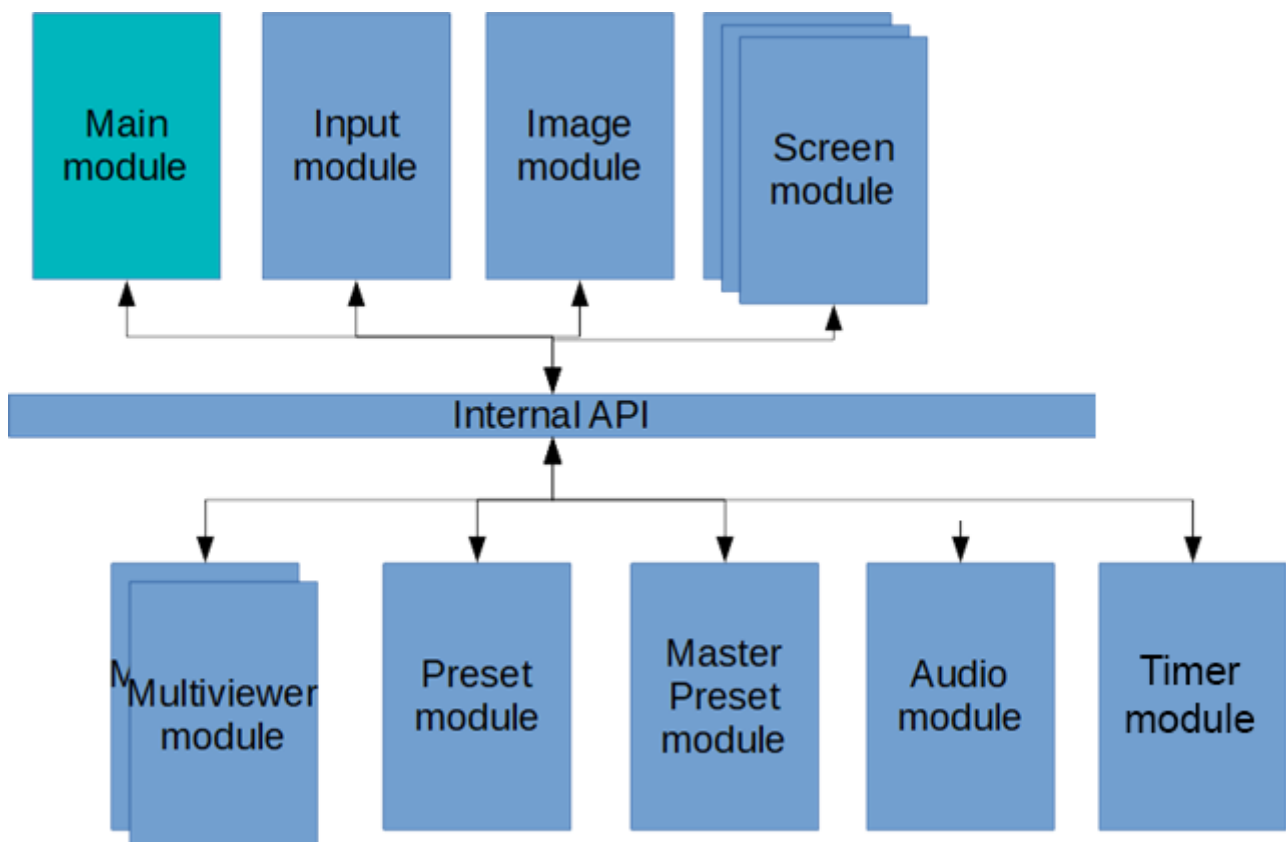 Main
module
Input
module
Image
module
Screen
module
Internal API
M
Multiviewer
module
Preset
module
Master
Preset
module
Audio
module
Timer
module